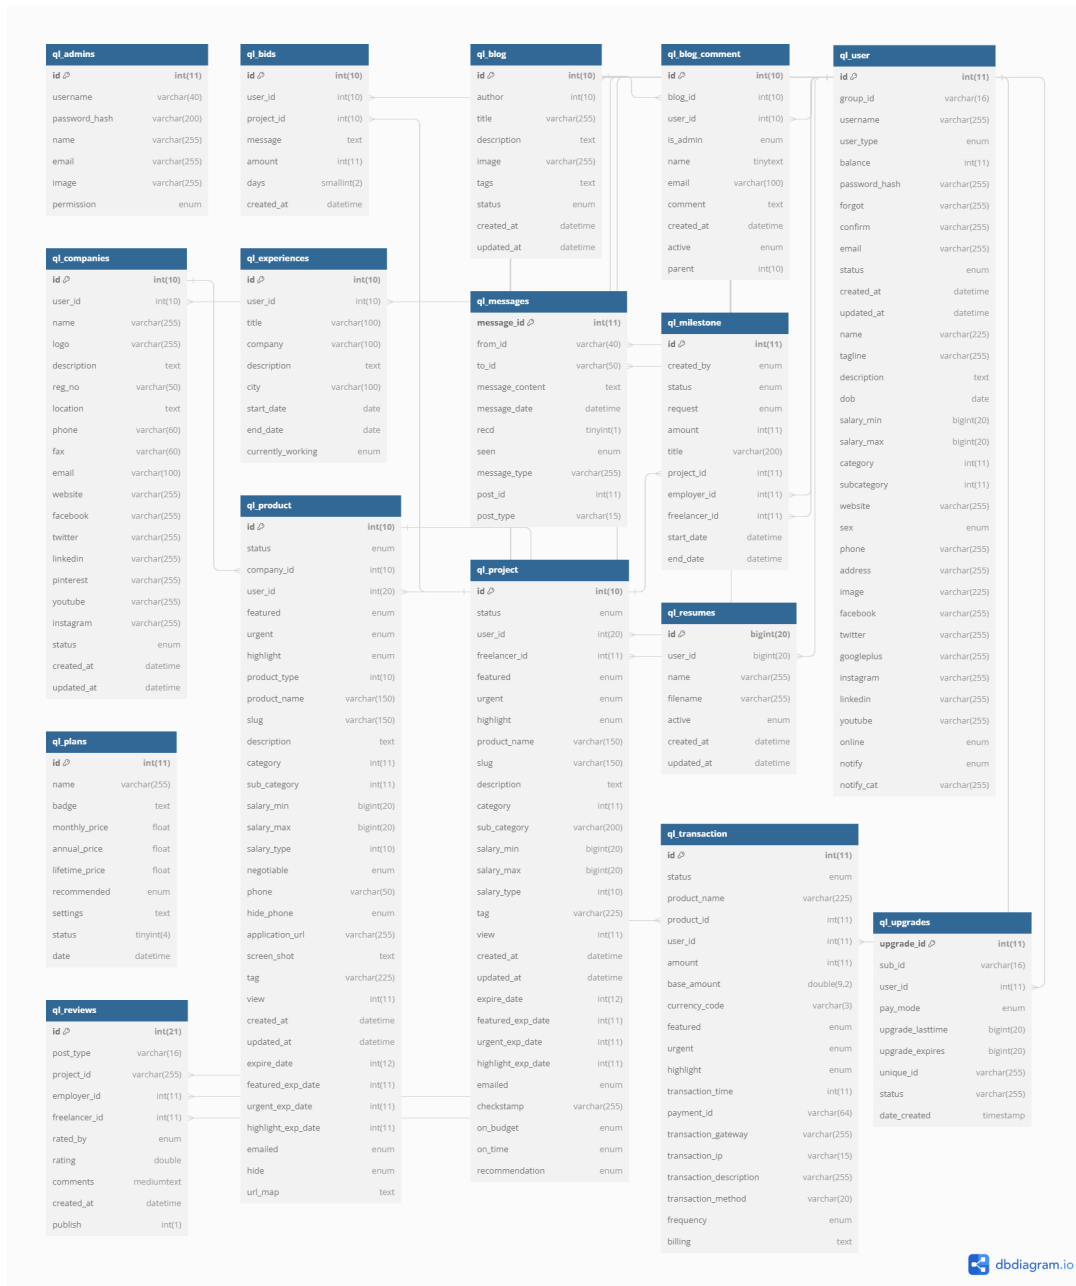 ql_admins
id int(11)
username varchar(40)
password_hash varchar(200)
name varchar(255)
email varchar(255)
image varchar(255)
permission enum
ql_bids
id int(10)
user_id int(10)
project_id int(10)
message text
amount int(11)
days smallint(2)
created_at datetime
ql_blog
id int(10)
author int(10)
title varchar(255)
description text
image varchar(255)
tags text
status enum
created_at datetime
updated_at datetime
ql_blog_comment
id int(10)
blog_id int(10)
user_id int(10)
is_admin enum
name tinytext
email varchar(100)
comment text
created_at datetime
active enum
parent int(10)
ql_user
id int(11)
group_id varchar(16)
username varchar(255)
user_type enum
balance int(11)
password_hash varchar(255)
forgot varchar(255)
confirm varchar(255)
email varchar(255)
status enum
created_at datetime
updated_at datetime
name varchar(225)
tagline varchar(255)
description text
dob date
salary_min bigint(20)
salary_max bigint(20)
category int(11)
subcategory int(11)
website varchar(255)
sex enum
phone varchar(255)
address varchar(255)
image varchar(225)
facebook varchar(255)
twitter varchar(255)
googleplus varchar(255)
instagram varchar(255)
linkedin varchar(255)
youtube varchar(255)
online enum
notify enum
notify_cat varchar(255)
ql_companies
id int(10)
user_id int(10)
name varchar(255)
logo varchar(255)
description text
reg_no varchar(50)
location text
phone varchar(60)
fax varchar(60)
email varchar(100)
website varchar(255)
facebook varchar(255)
twitter varchar(255)
linkedin varchar(255)
pinterest varchar(255)
youtube varchar(255)
instagram varchar(255)
status enum
created_at datetime
updated_at datetime
ql_experiences
id int(10)
user_id int(10)
title varchar(100)
company varchar(100)
description text
city varchar(100)
start_date date
end_date date
currently_working enum
ql_messages
message_id int(11)
from_id varchar(40)
to_id varchar(50)
message_content text
message_date datetime
recd tinyint(1)
seen enum
message_type varchar(255)
post_id int(11)
post_type varchar(15)
ql_milestone
id int(11)
created_by enum
status enum
request enum
amount int(11)
title varchar(200)
project_id int(11)
employer_id int(11)
freelancer_id int(11)
start_date datetime
end_date datetime
ql_product
id int(10)
status enum
company_id int(10)
user_id int(20)
featured enum
urgent enum
highlight enum
product_type int(10)
product_name varchar(150)
slug varchar(150)
description text
category int(11)
sub_category int(11)
salary_min bigint(20)
salary_max bigint(20)
salary_type int(10)
negotiable enum
phone varchar(50)
hide_phone enum
application_url varchar(255)
screen_shot text
tag varchar(225)
view int(11)
created_at datetime
updated_at datetime
expire_date int(12)
featured_exp_date int(11)
urgent_exp_date int(11)
highlight_exp_date int(11)
emailed enum
hide enum
url_map text
ql_project
id int(10)
status enum
user_id int(20)
freelancer_id int(11)
featured enum
urgent enum
highlight enum
product_name varchar(150)
slug varchar(150)
description text
category int(11)
sub_category varchar(200)
salary_min bigint(20)
salary_max bigint(20)
salary_type int(10)
tag varchar(225)
view int(11)
created_at datetime
updated_at datetime
expire_date int(12)
featured_exp_date int(11)
urgent_exp_date int(11)
highlight_exp_date int(11)
emailed enum
checkstamp varchar(255)
on_budget enum
on_time enum
recommendation enum
ql_resumes
id bigint(20)
user_id bigint(20)
name varchar(255)
filename varchar(255)
active enum
created_at datetime
updated_at datetime
ql_plans
id int(11)
name varchar(255)
badge text
monthly_price float
annual_price float
lifetime_price float
recommended enum
settings text
status tinyint(4)
date datetime
ql_transaction
id int(11)
status enum
product_name varchar(225)
product_id int(11)
user_id int(11)
amount int(11)
base_amount double(9,2)
currency_code varchar(3)
featured enum
urgent enum
highlight enum
transaction_time int(11)
payment_id varchar(64)
transaction_gateway varchar(255)
transaction_ip varchar(15)
transaction_description varchar(255)
transaction_method varchar(20)
frequency enum
billing text
ql_upgrades
upgrade_id int(11)
sub_id varchar(16)
user_id int(11)
pay_mode enum
upgrade_lasttime bigint(20)
upgrade_expires bigint(20)
unique_id varchar(255)
status varchar(255)
date_created timestamp
ql_reviews
id int(21)
post_type varchar(16)
project_id varchar(255)
employer_id int(11)
freelancer_id int(11)
rated_by enum
rating double
comments mediumtext
created_at datetime
publish int(1)
dbdiagram.io